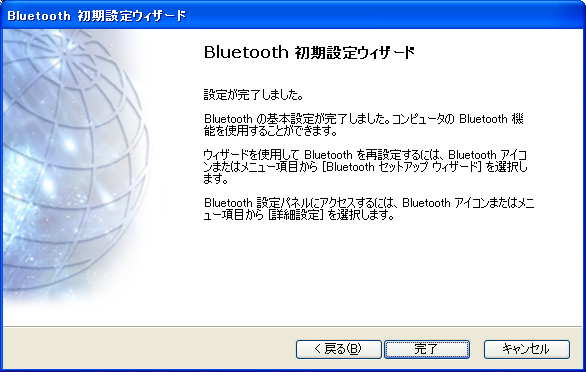 Bluetooth 初期設定ウィザード
Bluetooth 初期設定ウィザード
設定が完了しました。
Bluetooth の基本設定が完了しました。コンピュータの Bluetooth 機
能を使用することができます。
ウィザードを使用して Bluetooth を再設定するには、Bluetooth アイコ
ンまたはメニュー項目から [Bluetooth セットアップ ウィザード] を選択し
ます。
Bluetooth 設定パネルにアクセスするには、Bluetooth アイコンまたはメニ
ュー項目から [詳細設定] を選択します。
< 戻る(B) 完了 キャンセル